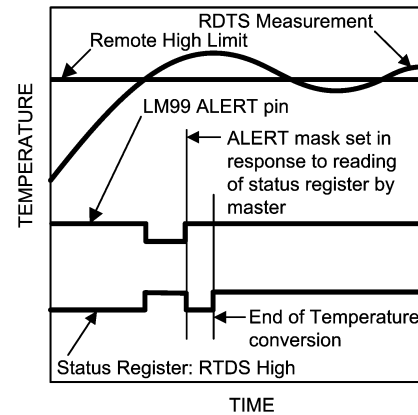 RDTS Measurement
Remote High Limit
LM99 ALERT pin
ALERT mask set in
response to reading
of status register by
master
End of Temperature
conversion
Status Register: RTDS High
TEMPERATURE
TIME